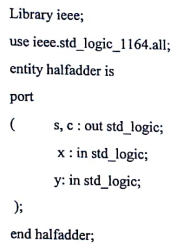 Library ieee;
use ieee.std_logic_1164.all;
entity halfadder is
port
( s, c : out std_logic;
x : in std_logic;
y: in std_logic;
);
end halfadder;